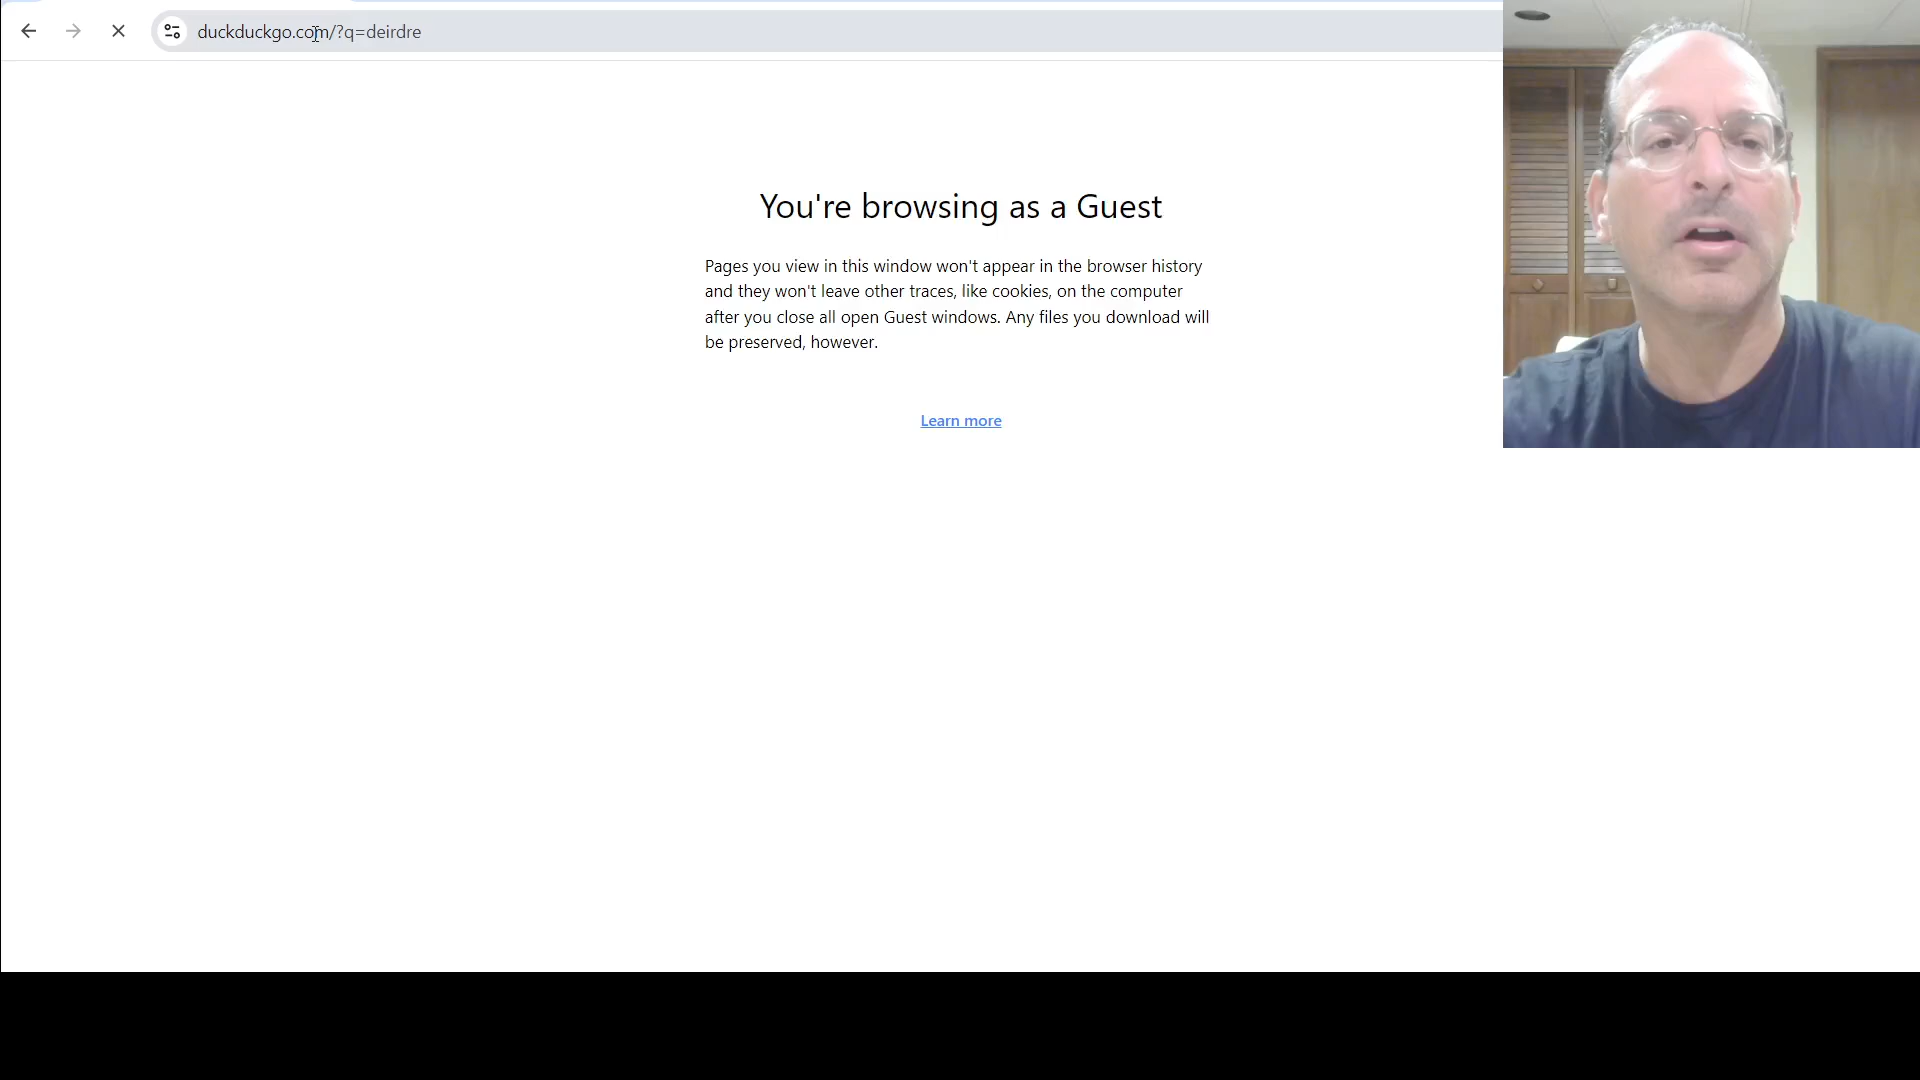 duckduckgo.com/?q=deirdre
You're browsing as a Guest
Pages you view in this window won't appear in the browser history
and they won't leave other traces, like cookies, on the computer
after you close all open Guest windows. Any files you download will
be preserved, however.
Learn more